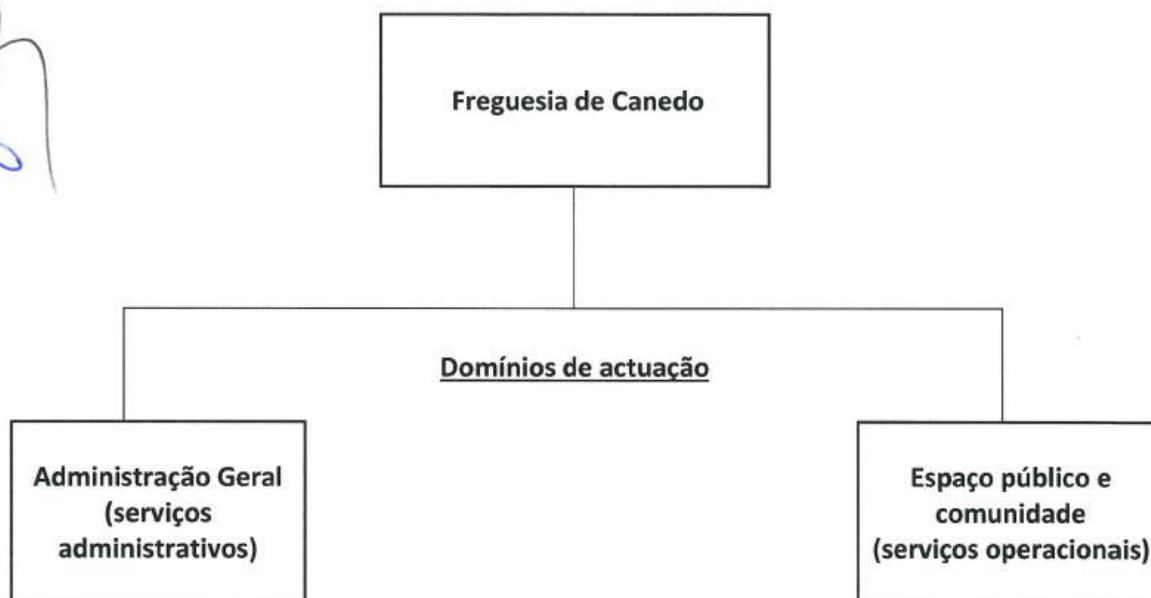 Freguesia de Canedo
Domínios de actuação
Administração Geral
(serviços
administrativos)
Espaço público e
comunidade
(serviços operacionais)